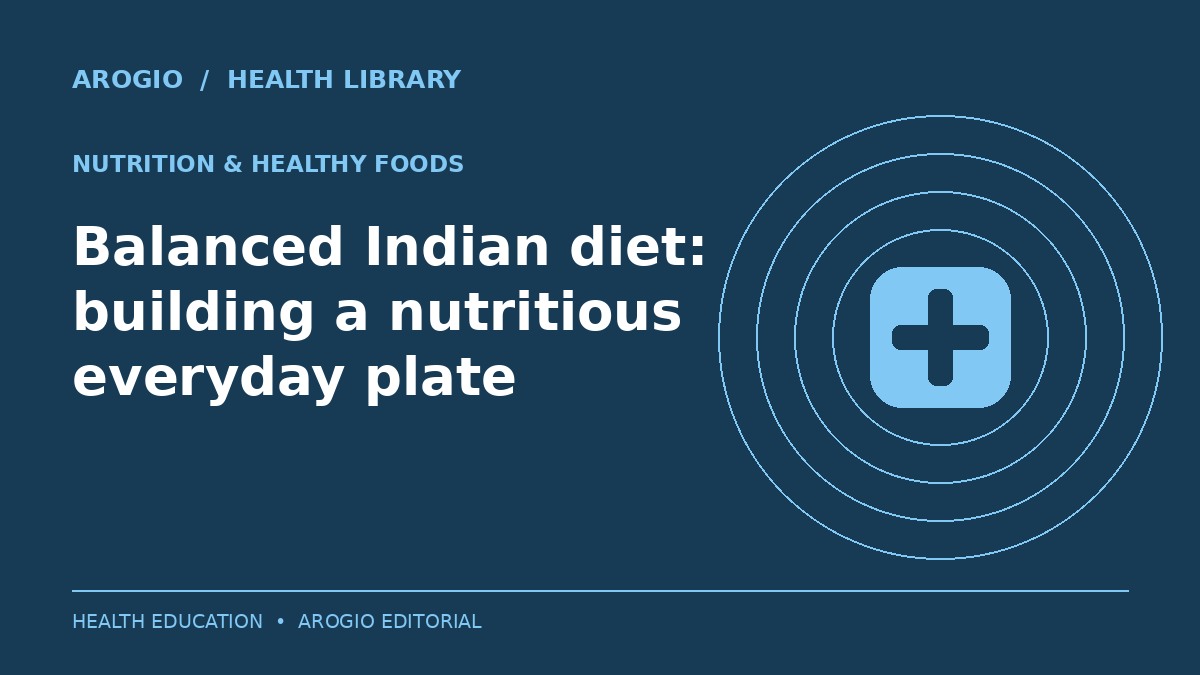 AROGIO / HEALTH LIBRARY
NUTRITION & HEALTHY FOODS
Balanced Indian diet:
building a nutritious
everyday plate
HEALTH EDUCATION • AROGIO EDITORIAL